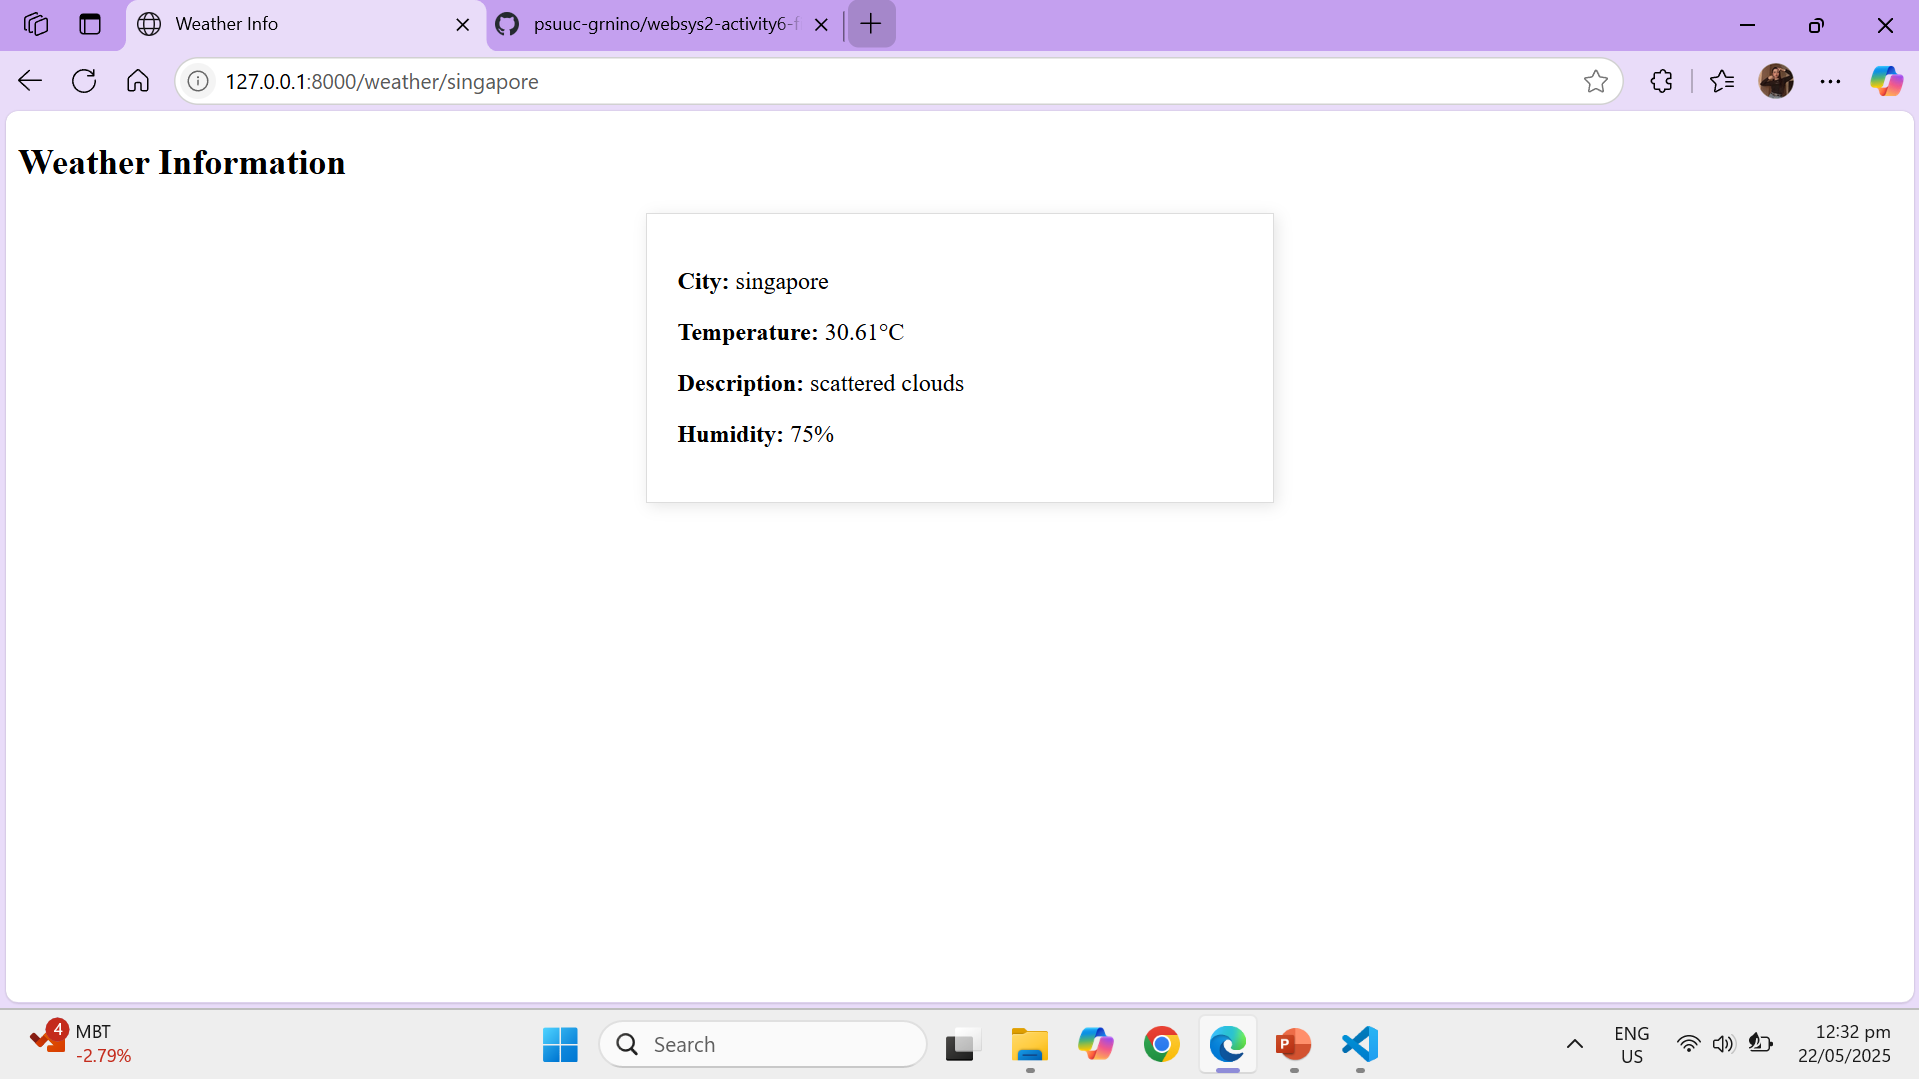 Weather Info
psuuc-grnino/websys2-activity6-f
127.0.0.1:8000/weather/singapore
Weather Information
City: singapore
Temperature: 30.61°C
Description: scattered clouds
Humidity: 75%
4
MBT
-2.79%
Search
P
ENG
US
12:32 pm
22/05/2025